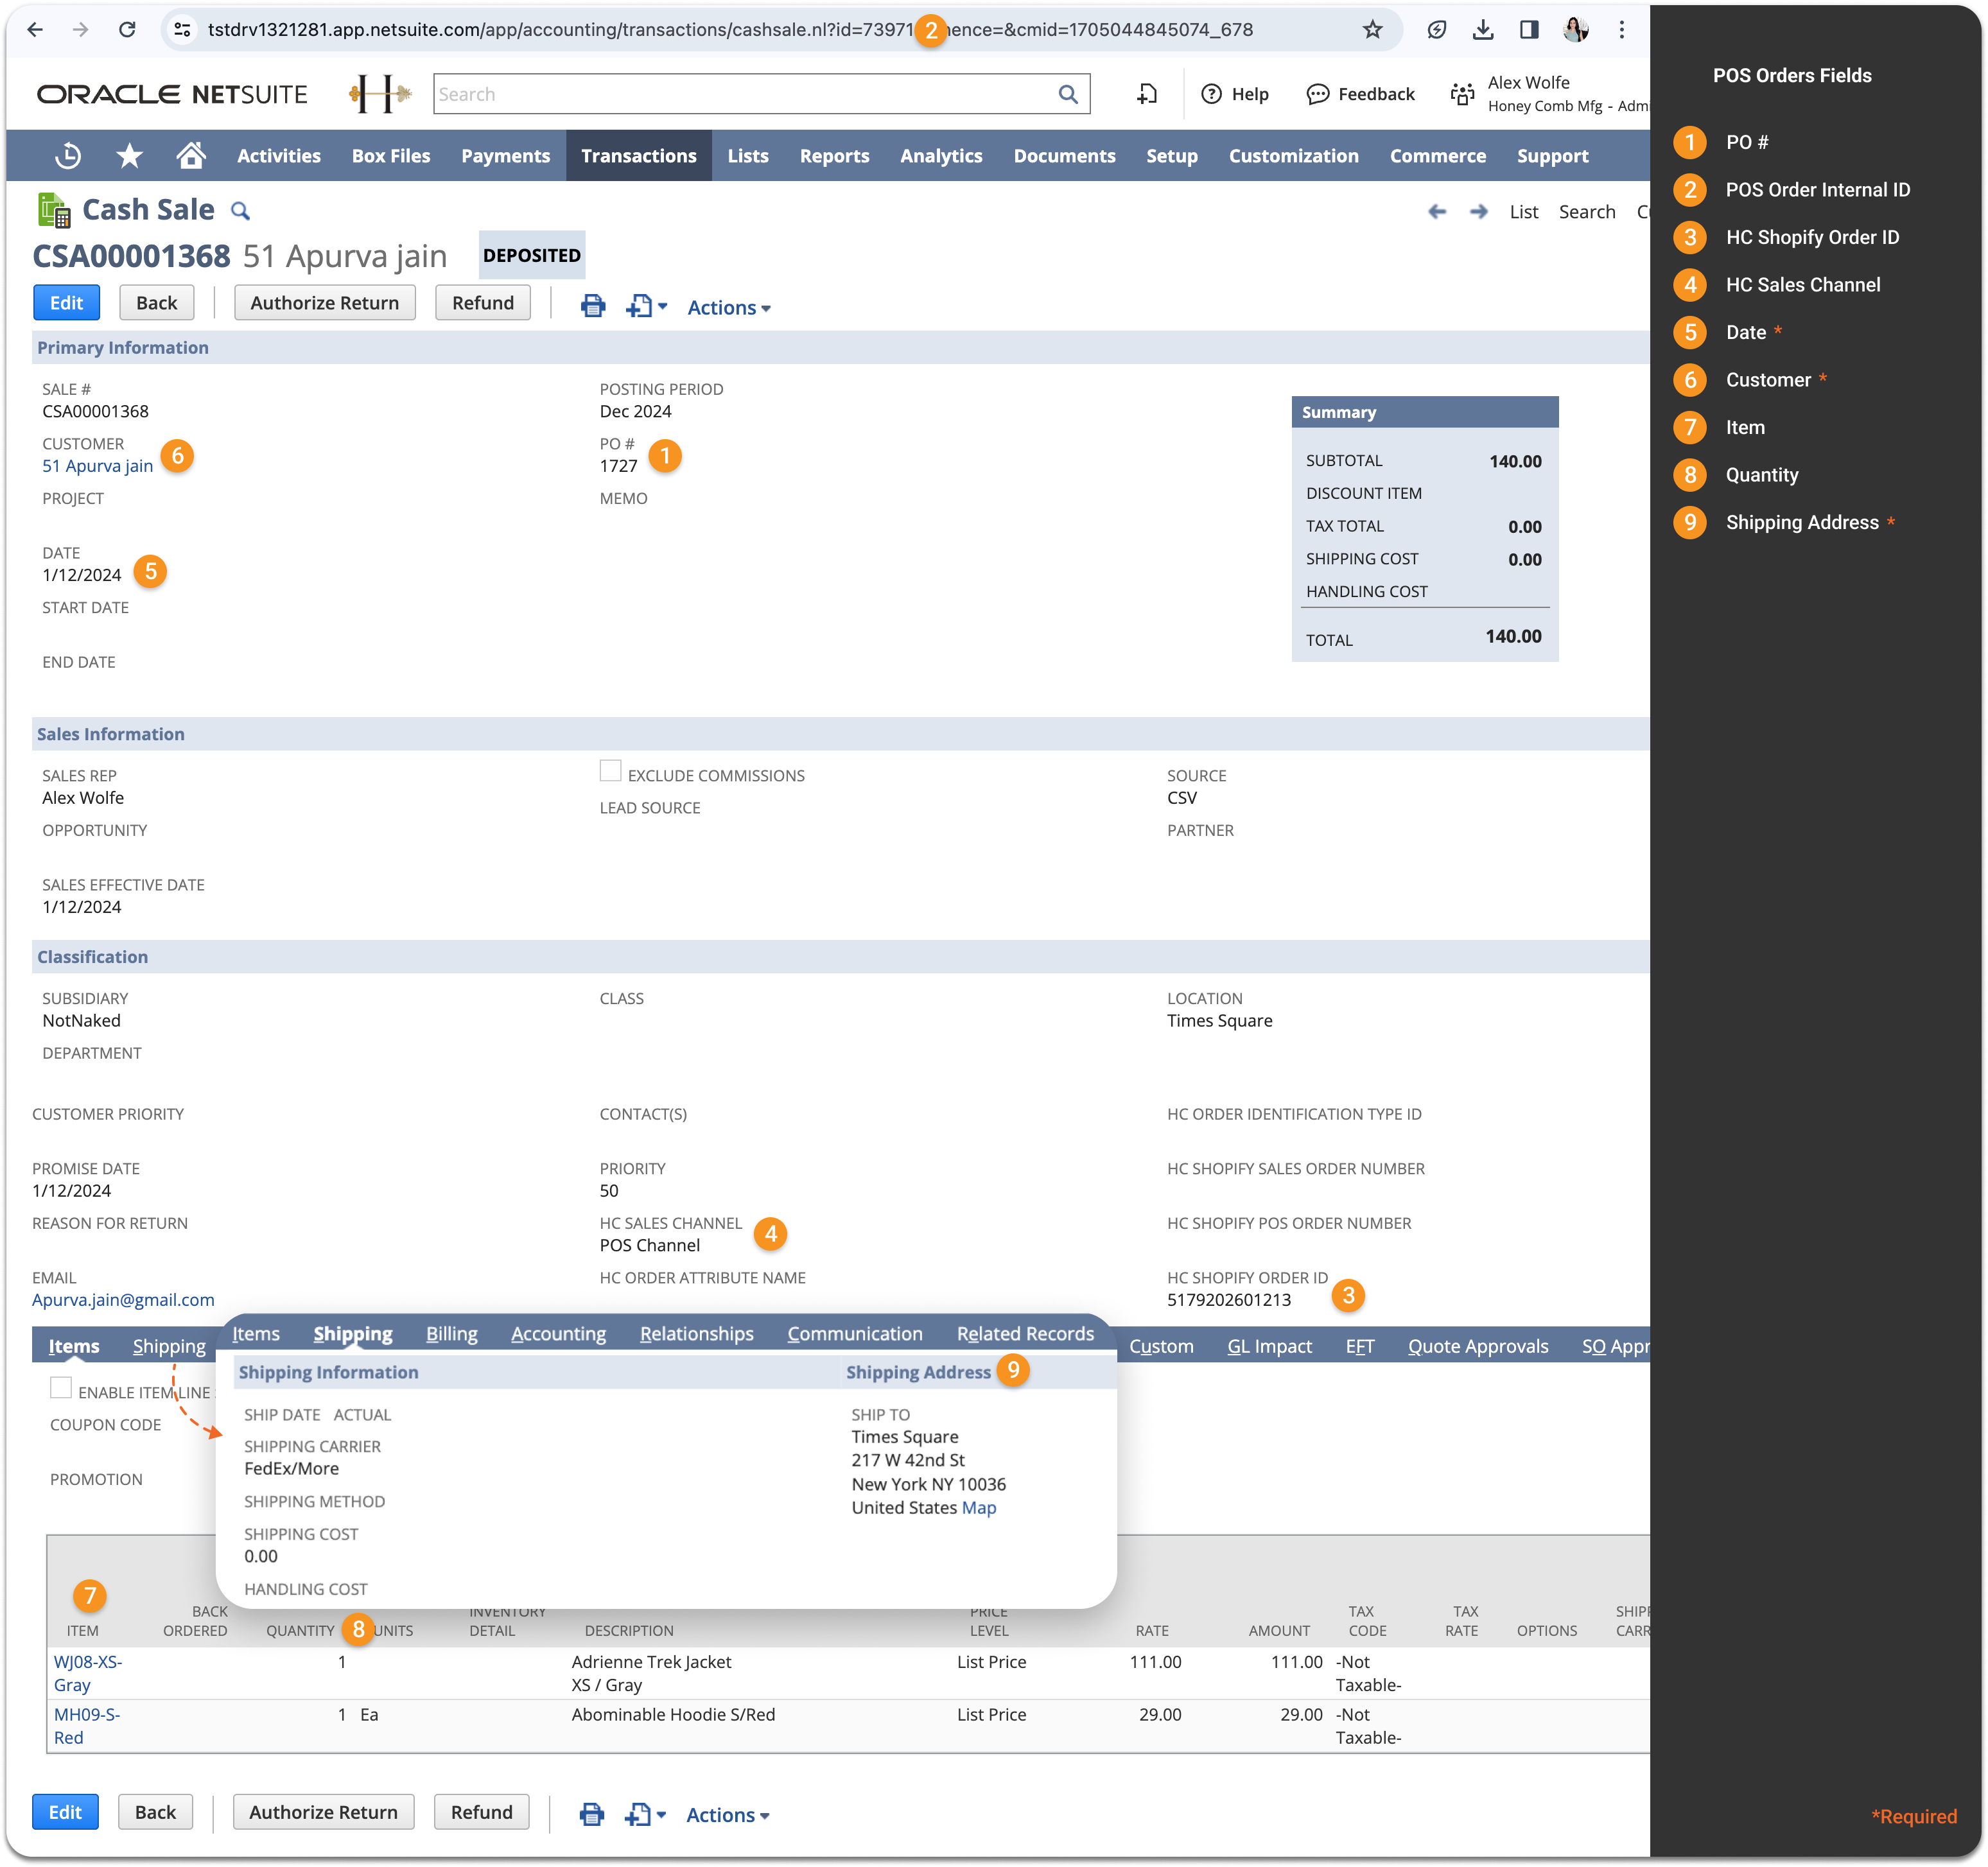 tstdrv1321281.app.netsuite.com/app/accounting/transactions/cashsale.nl?id=73971 2 ence=&cmid=1705044845074_678
ORACLE NETSUITE
H
Search
Help
Feedback
Alex Wolfe
Honey Comb Mfg - Adm
Activities Box Files Payments Transactions Lists Reports Analytics Documents Setup Customization Commerce Support
Cash Sale
List Search
CSA00001368 51 Apurva jain DEPOSITED
Edit Back Authorize Return Refund Actions
Primary Information
SALE #
CSA00001368
CUSTOMER
51 Apurva jain 6
PROJECT
DATE
1/12/2024 5
START DATE
END DATE
POSTING PERIOD
Dec 2024
PO #
1727 1
MEMO
Summary
SUBTOTAL 140.00
DISCOUNT ITEM
TAX TOTAL 0.00
SHIPPING COST 0.00
HANDLING COST
TOTAL 140.00
Sales Information
SALES REP
Alex Wolfe
OPPORTUNITY
SALES EFFECTIVE DATE
1/12/2024
EXCLUDE COMMISSIONS
LEAD SOURCE
SOURCE
CSV
PARTNER
Classification
SUBSIDIARY
NotNaked
DEPARTMENT
CLASS
LOCATION
Times Square
CUSTOMER PRIORITY
PROMISE DATE
1/12/2024
REASON FOR RETURN
EMAIL
Apurva.jain@gmail.com
CONTACT(S)
PRIORITY
50
HC SALES CHANNEL
POS Channel 4
HC ORDER ATTRIBUTE NAME
HC ORDER IDENTIFICATION TYPE ID
HC SHOPIFY SALES ORDER NUMBER
HC SHOPIFY POS ORDER NUMBER
HC SHOPIFY ORDER ID
5179202601213 3
Items Shipping
Items Shipping Billing Accounting Relationships Communication Related Records
Custom GL Impact EFT Quote Approvals SO Appr
ENABLE ITEM LINE
COUPON CODE
PROMOTION
Shipping Information
SHIP DATE ACTUAL
SHIPPING CARRIER
FedEx/More
SHIPPING METHOD
SHIPPING COST
0.00
HANDLING COST
Shipping Address 9
SHIP TO
Times Square
217 W 42nd St
New York NY 10036
United States Map
7
ITEM BACK ORDERED QUANTITY 8 UNITS INVENTORY DETAIL DESCRIPTION PRICE LEVEL RATE AMOUNT TAX CODE TAX RATE OPTIONS SHIP CARR
WJ08-XS-Gray 1 Adrienne Trek Jacket XS / Gray List Price 111.00 111.00 -Not Taxable-
MH09-S-Red 1 Ea Abominable Hoodie S/Red List Price 29.00 29.00 -Not Taxable-
Edit Back Authorize Return Refund Actions
POS Orders Fields
1 PO #
2 POS Order Internal ID
3 HC Shopify Order ID
4 HC Sales Channel
5 Date *
6 Customer *
7 Item
8 Quantity
9 Shipping Address *
*Required